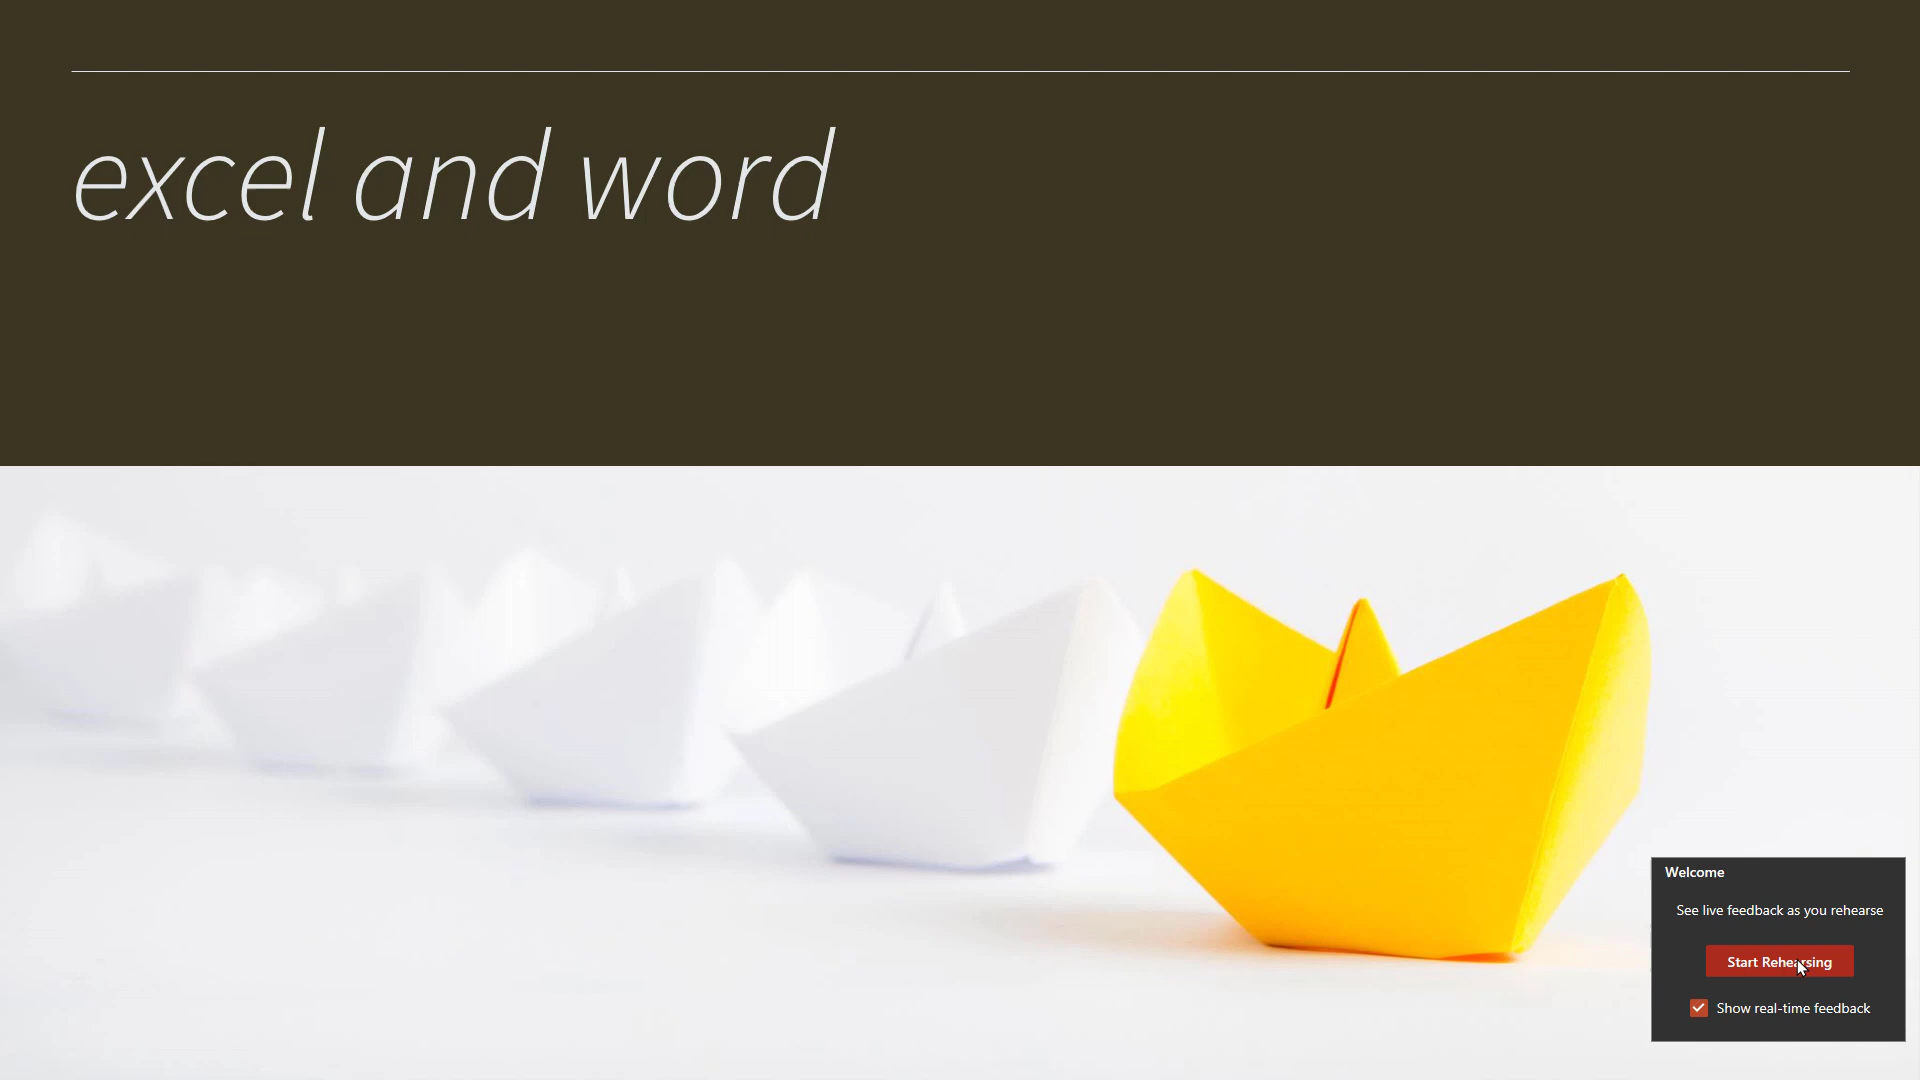 excel and word
Welcome
See live feedback as you rehearse
Start Rehearsing
Show real-time feedback